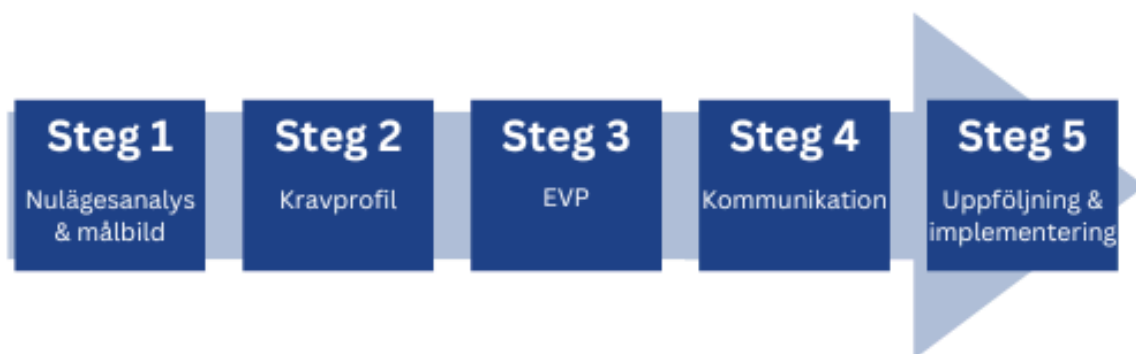 Steg 1
Nulägesanalys
& målbild
Steg 2
Kravprofil
Steg 3
EVP
Steg 4
Kommunikation
Steg 5
Uppföljning &
implementering